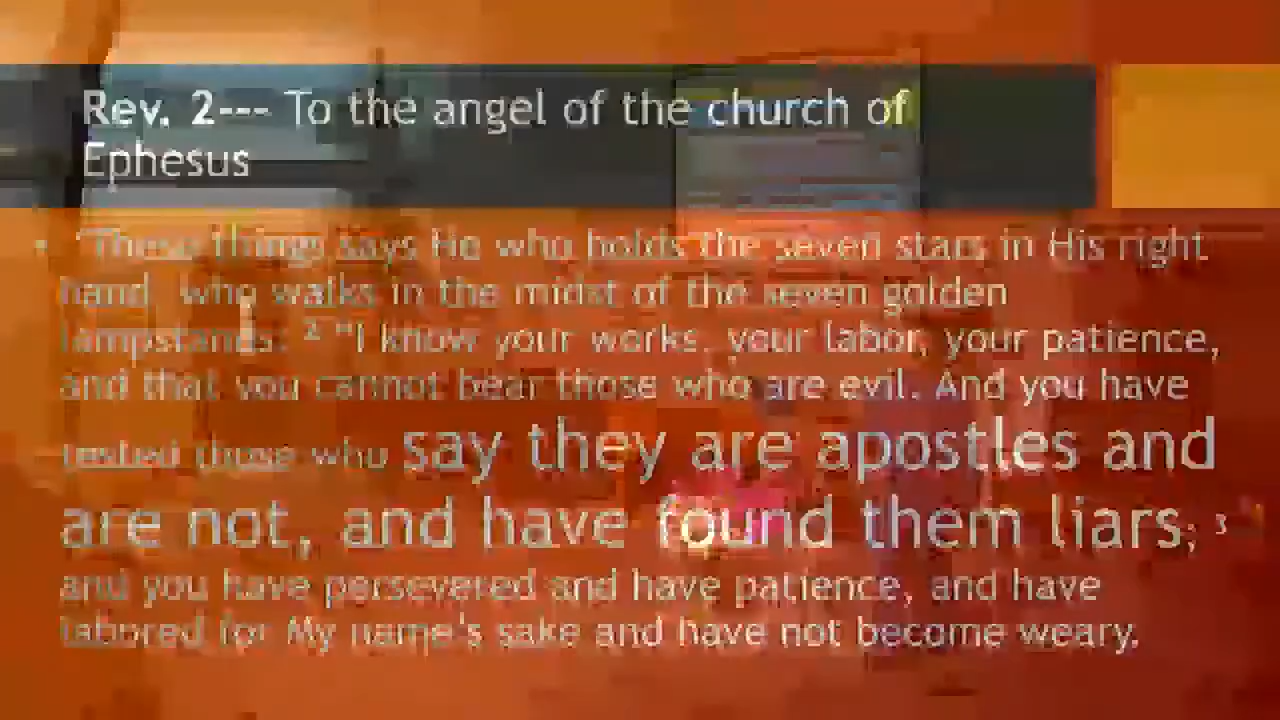 Rev. 2--- To the angel of the church of
Ephesus
• "These things says He who holds the seven stars in His right
hand, who walks in the midst of the seven golden
lampstands: 2 "I know your works, your labor, your patience,
and that you cannot bear those who are evil. And you have
tested those who say they are apostles and
are not, and have found them liars; 3
and you have persevered and have patience, and have
labored for My name's sake and have not become weary.